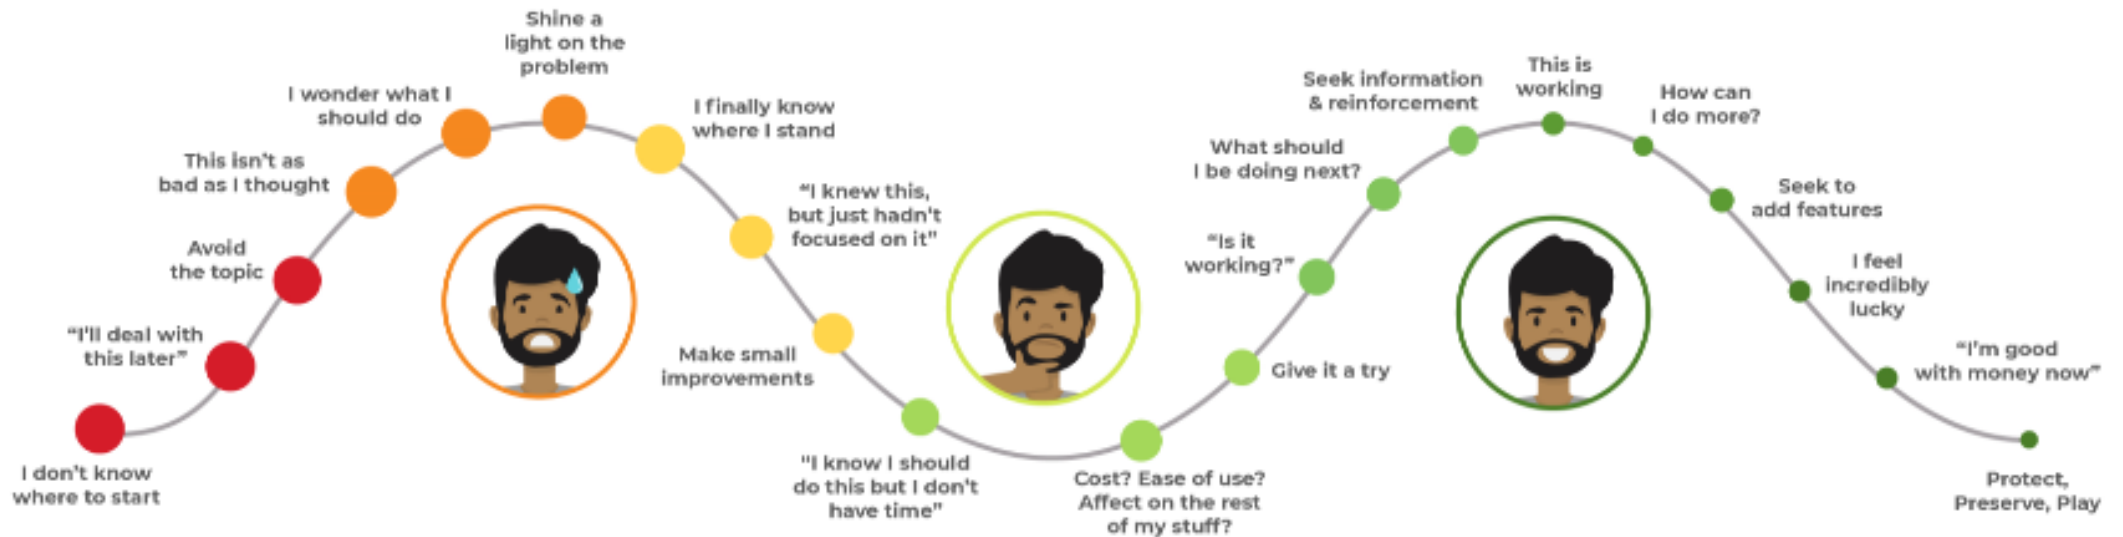 I don't know
where to start
"I'll deal with
this later"
Avoid
the topic
This isn't as
bad as I thought
I wonder what I
should do
Shine a
light on the
problem
I finally know
where I stand
"I knew this,
but just hadn't
focused on it"
Make small
improvements
"I know I should
do this but I don't
have time"
Cost? Ease of use?
Affect on the rest
of my stuff?
Give it a try
"Is it
working?"
What should
I be doing next?
Seek information
& reinforcement
This is
working
How can
I do more?
Seek to
add features
I feel
incredibly
lucky
"I'm good
with money now"
Protect,
Preserve, Play